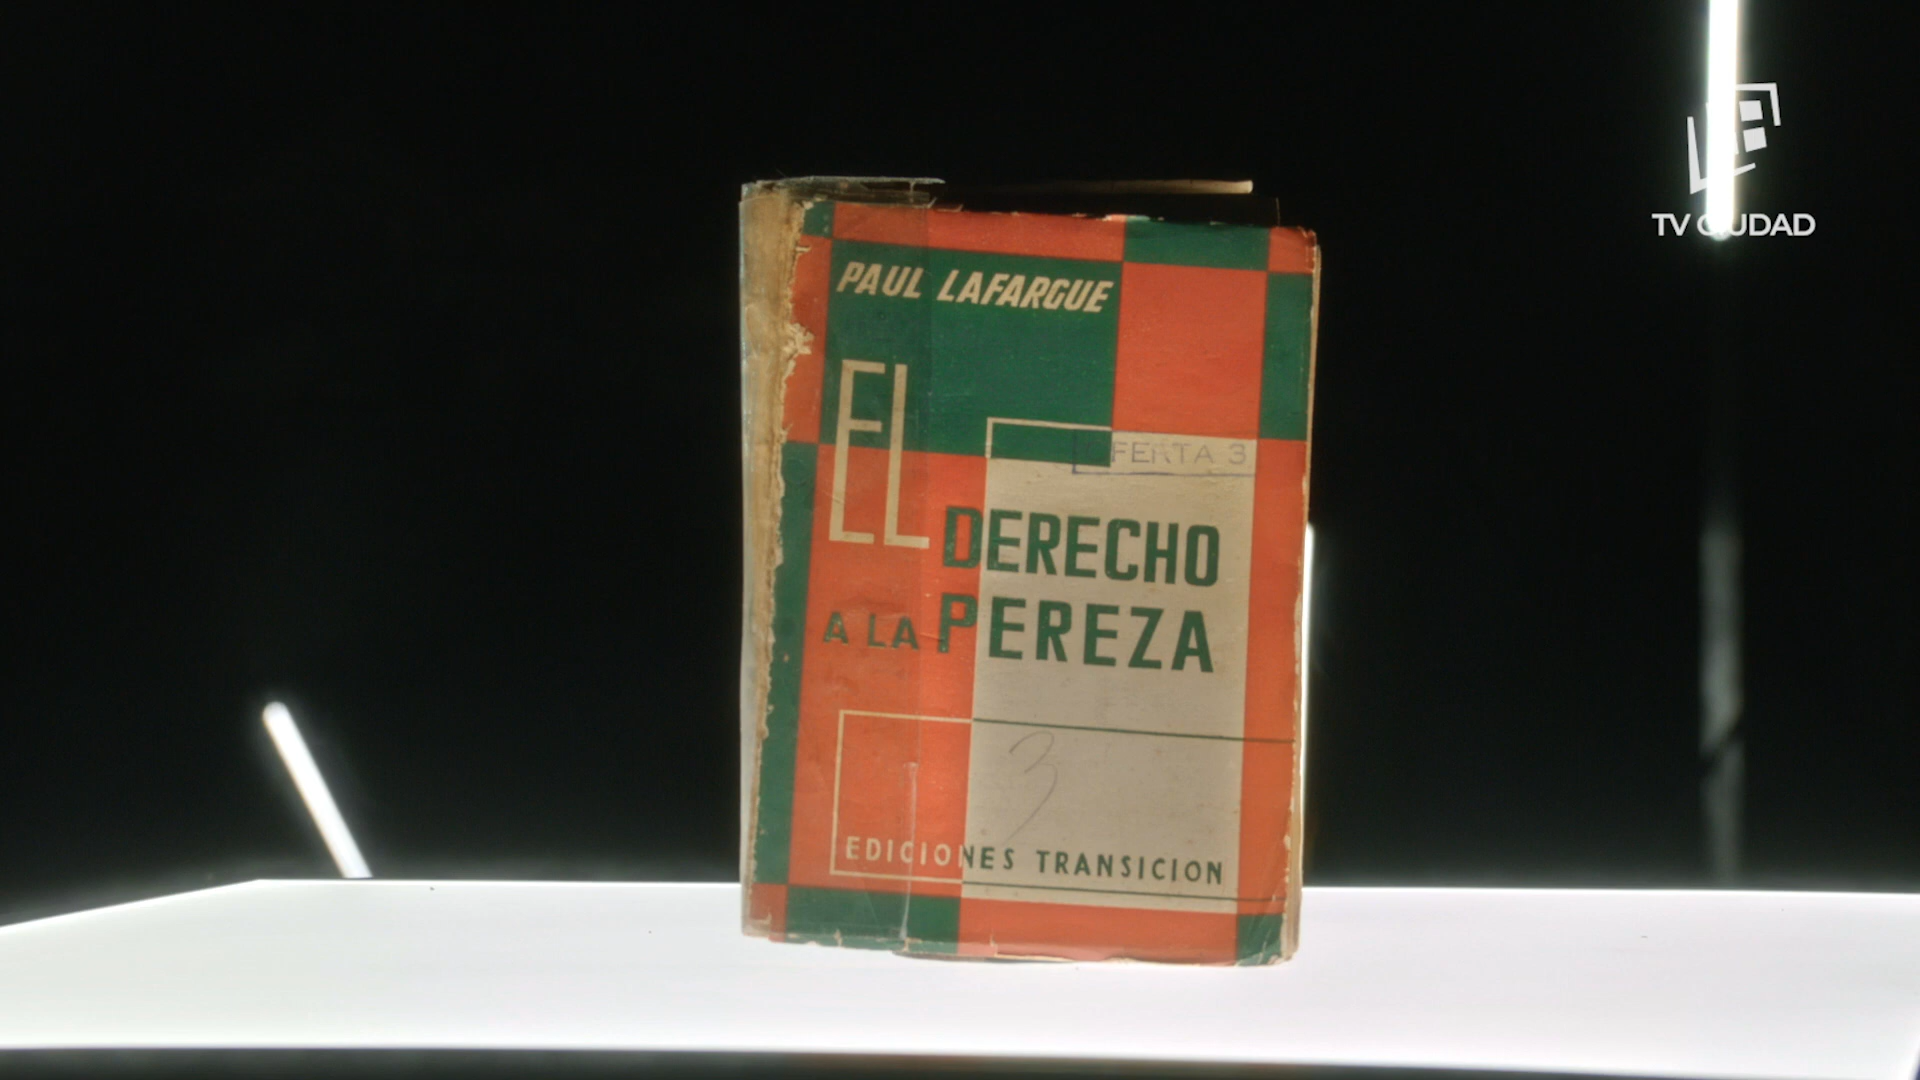 TV CIUDAD
PAUL LAFARGUE
EL DERECHO
A LA PEREZA
FERTA 3
3
EDICIONES TRANSICION